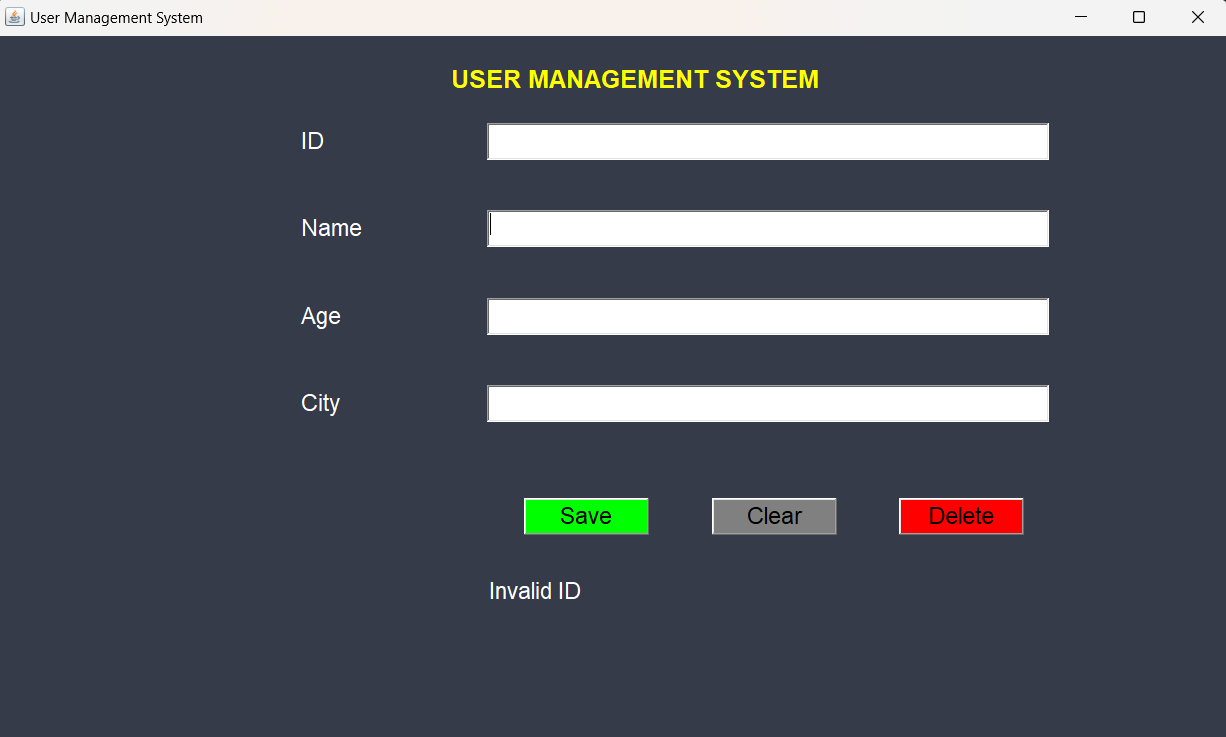 User Management System
USER MANAGEMENT SYSTEM
ID
Name
Age
City
Save Clear Delete
Invalid ID